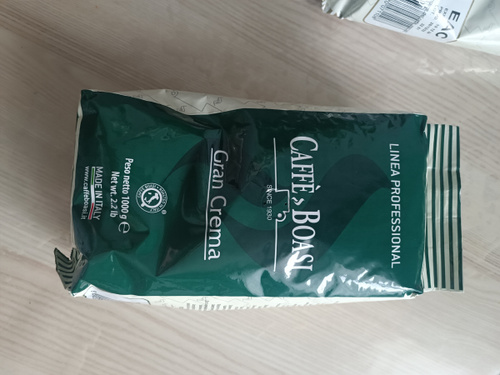 LINEA PROFESSIONAL
CAFFÈ BOASI
SINCE 1930
Gran Crema
Peso netto 1000 g ℮
Net wt. 2,2 lb
MADE IN ITALY
www.caffeboasi.it